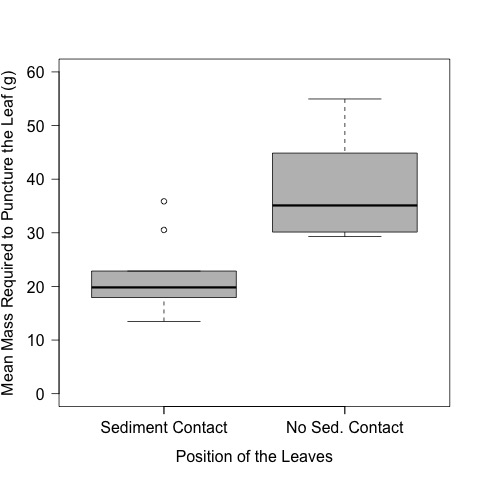 Mean Mass Required to Puncture the Leaf (g)
60
50
40
30
20
10
0
Sediment Contact No Sed. Contact
Position of the Leaves